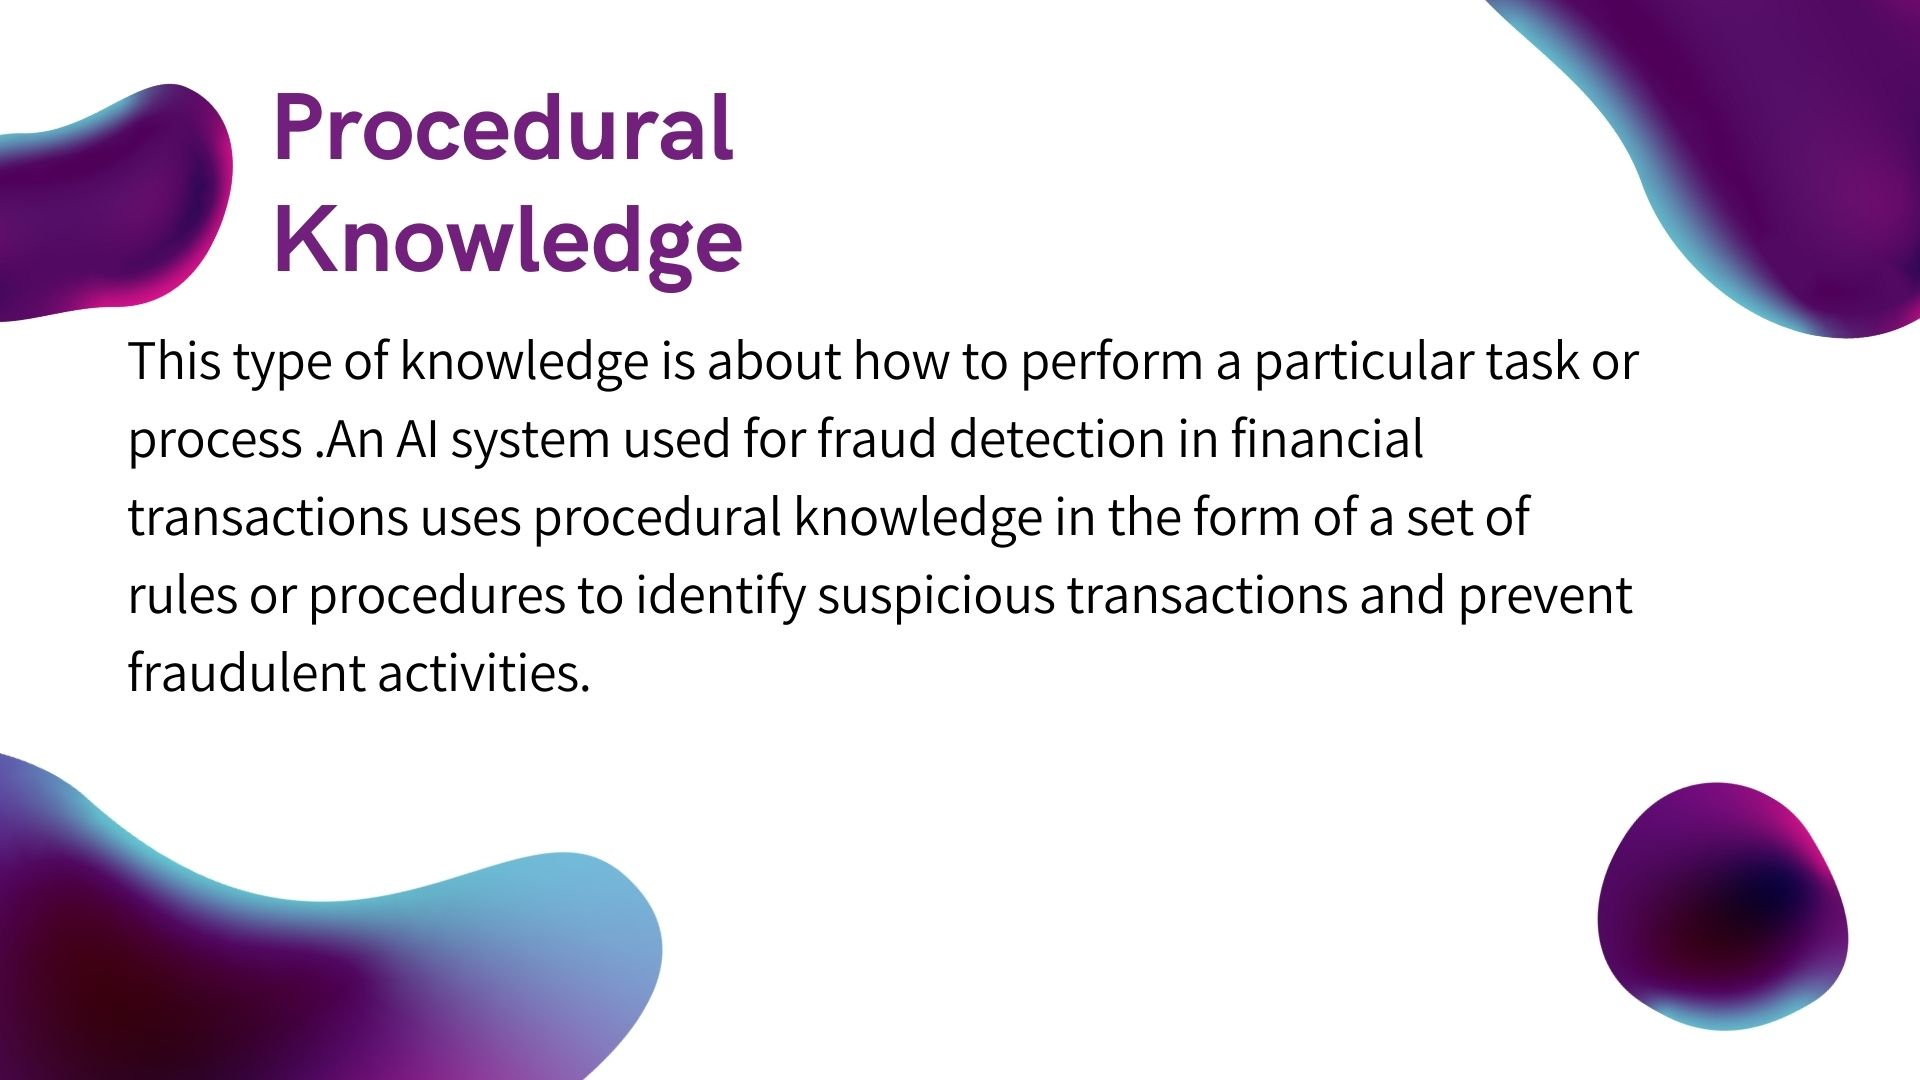 Procedural
Knowledge
This type of knowledge is about how to perform a particular task or
process .An AI system used for fraud detection in financial
transactions uses procedural knowledge in the form of a set of
rules or procedures to identify suspicious transactions and prevent
fraudulent activities.